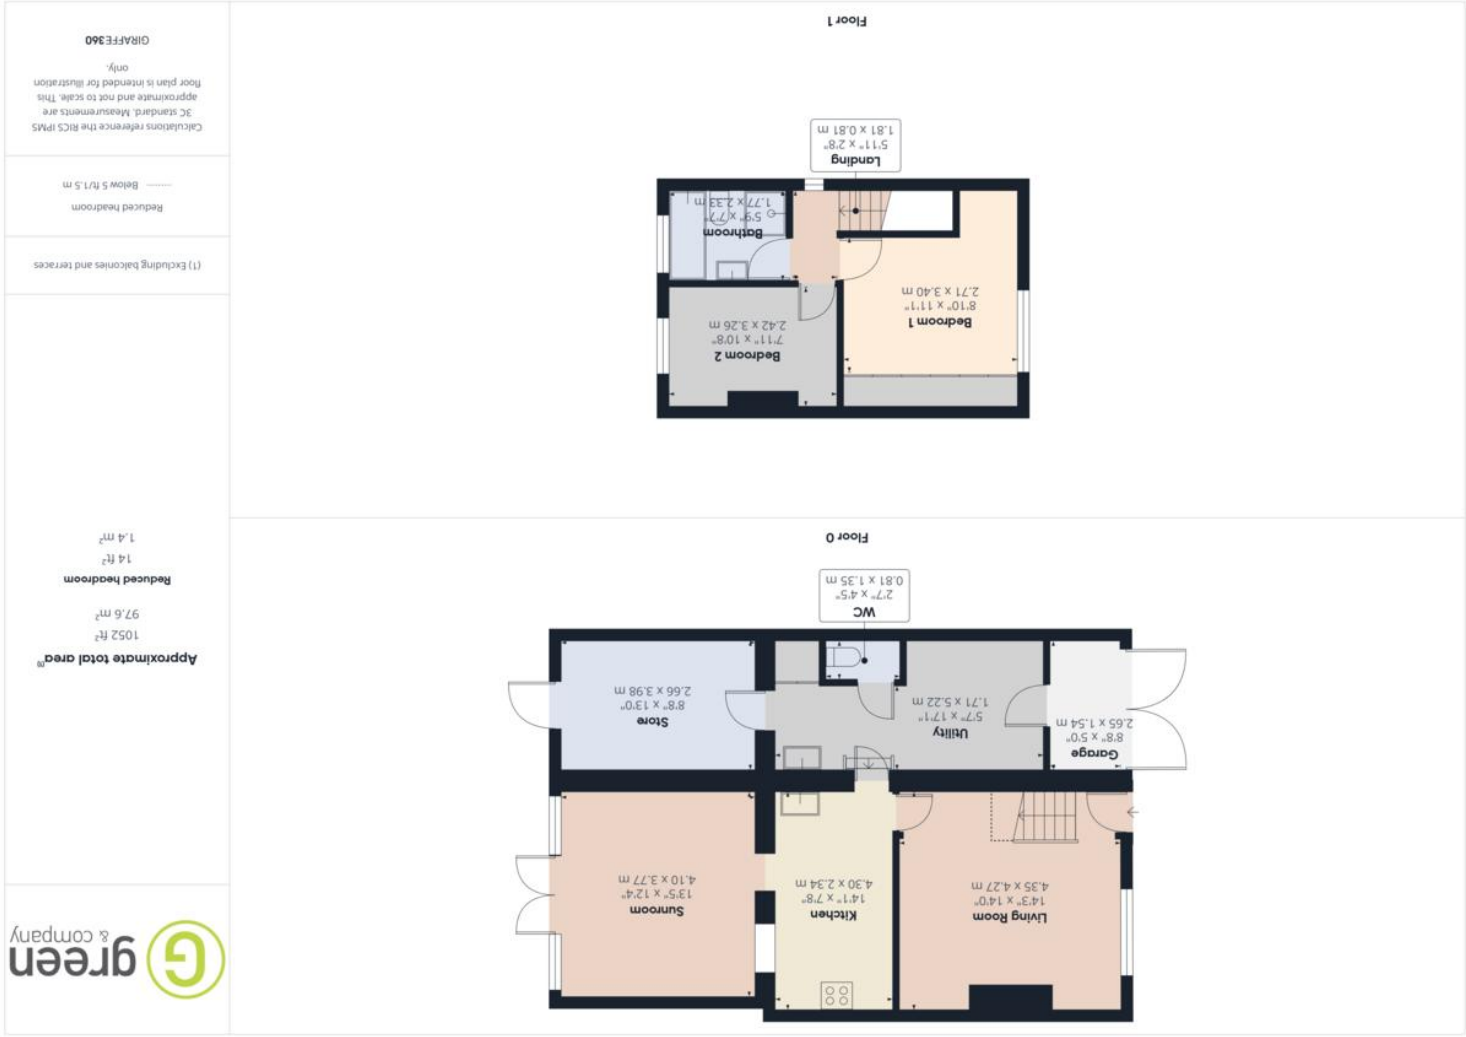 Living Room
14'3" x 14'0"
4.35 x 4.27 m
Kitchen
14'1" x 7'8"
4.30 x 2.34 m
Sunroom
13'5" x 12'4"
4.10 x 3.77 m
Garage
8'8" x 5'0"
2.65 x 1.54 m
Utility
5'7" x 17'1"
1.71 x 5.22 m
Store
8'8" x 13'0"
2.66 x 3.98 m
WC
2'7" x 4'5"
0.81 x 1.35 m
Floor 0
Bedroom 1
8'10" x 11'1"
2.71 x 3.40 m
Bedroom 2
7'11" x 10'8"
2.42 x 3.26 m
Bathroom
5'9" x 7'7"
1.77 x 2.33 m
Landing
5'11" x 2'8"
1.81 x 0.81 m
Floor 1
G green
& company
Approximate total area⁽¹⁾
1052 ft²
97.6 m²
Reduced headroom
14 ft²
1.4 m²
(1) Excluding balconies and terraces
Reduced headroom
Below 5 ft/1.5 m
Calculations reference the RICS IPMS
3C standard. Measurements are
approximate and not to scale. This
floor plan is intended for illustration
only.
GIRAFFE360